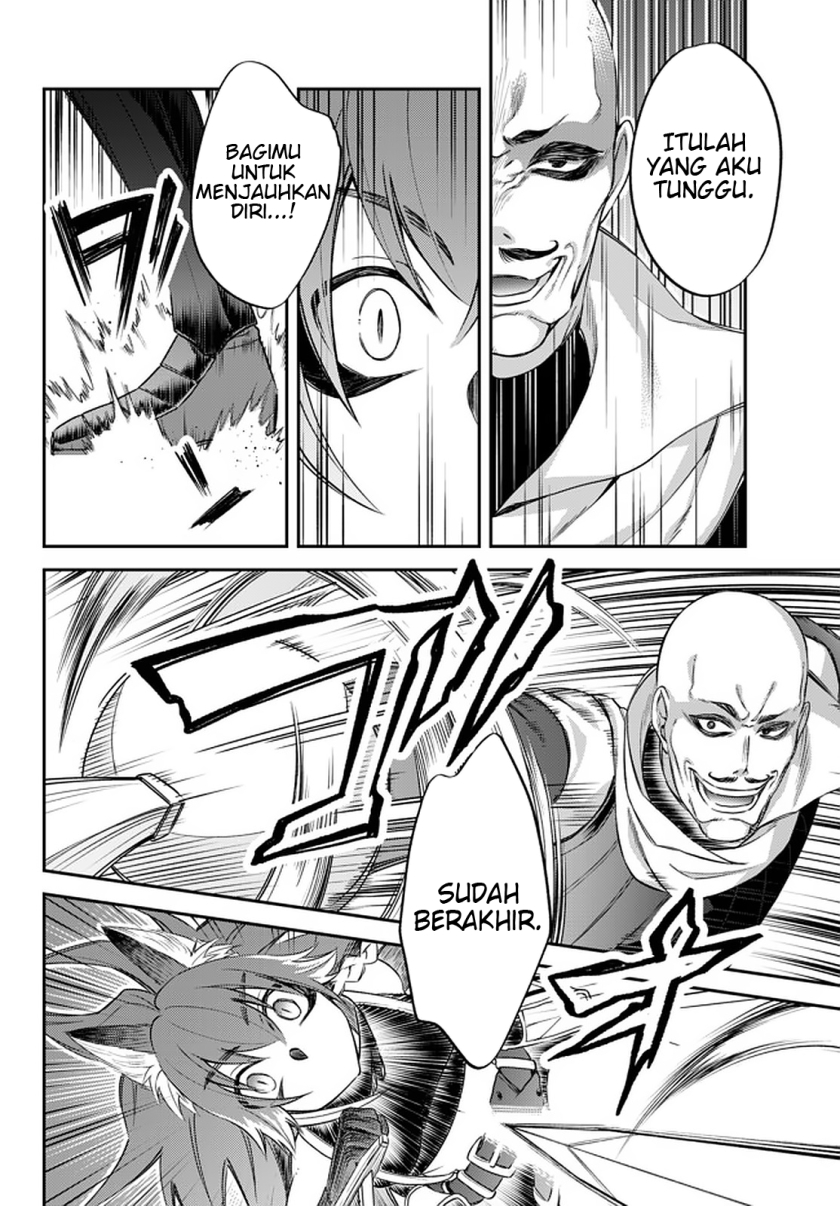 ITULAH
YANG AKU
TUNGGU.
BAGIMU
UNTUK
MENJAUHKAN
DIRI...!
SUDAH
BERAKHIR.